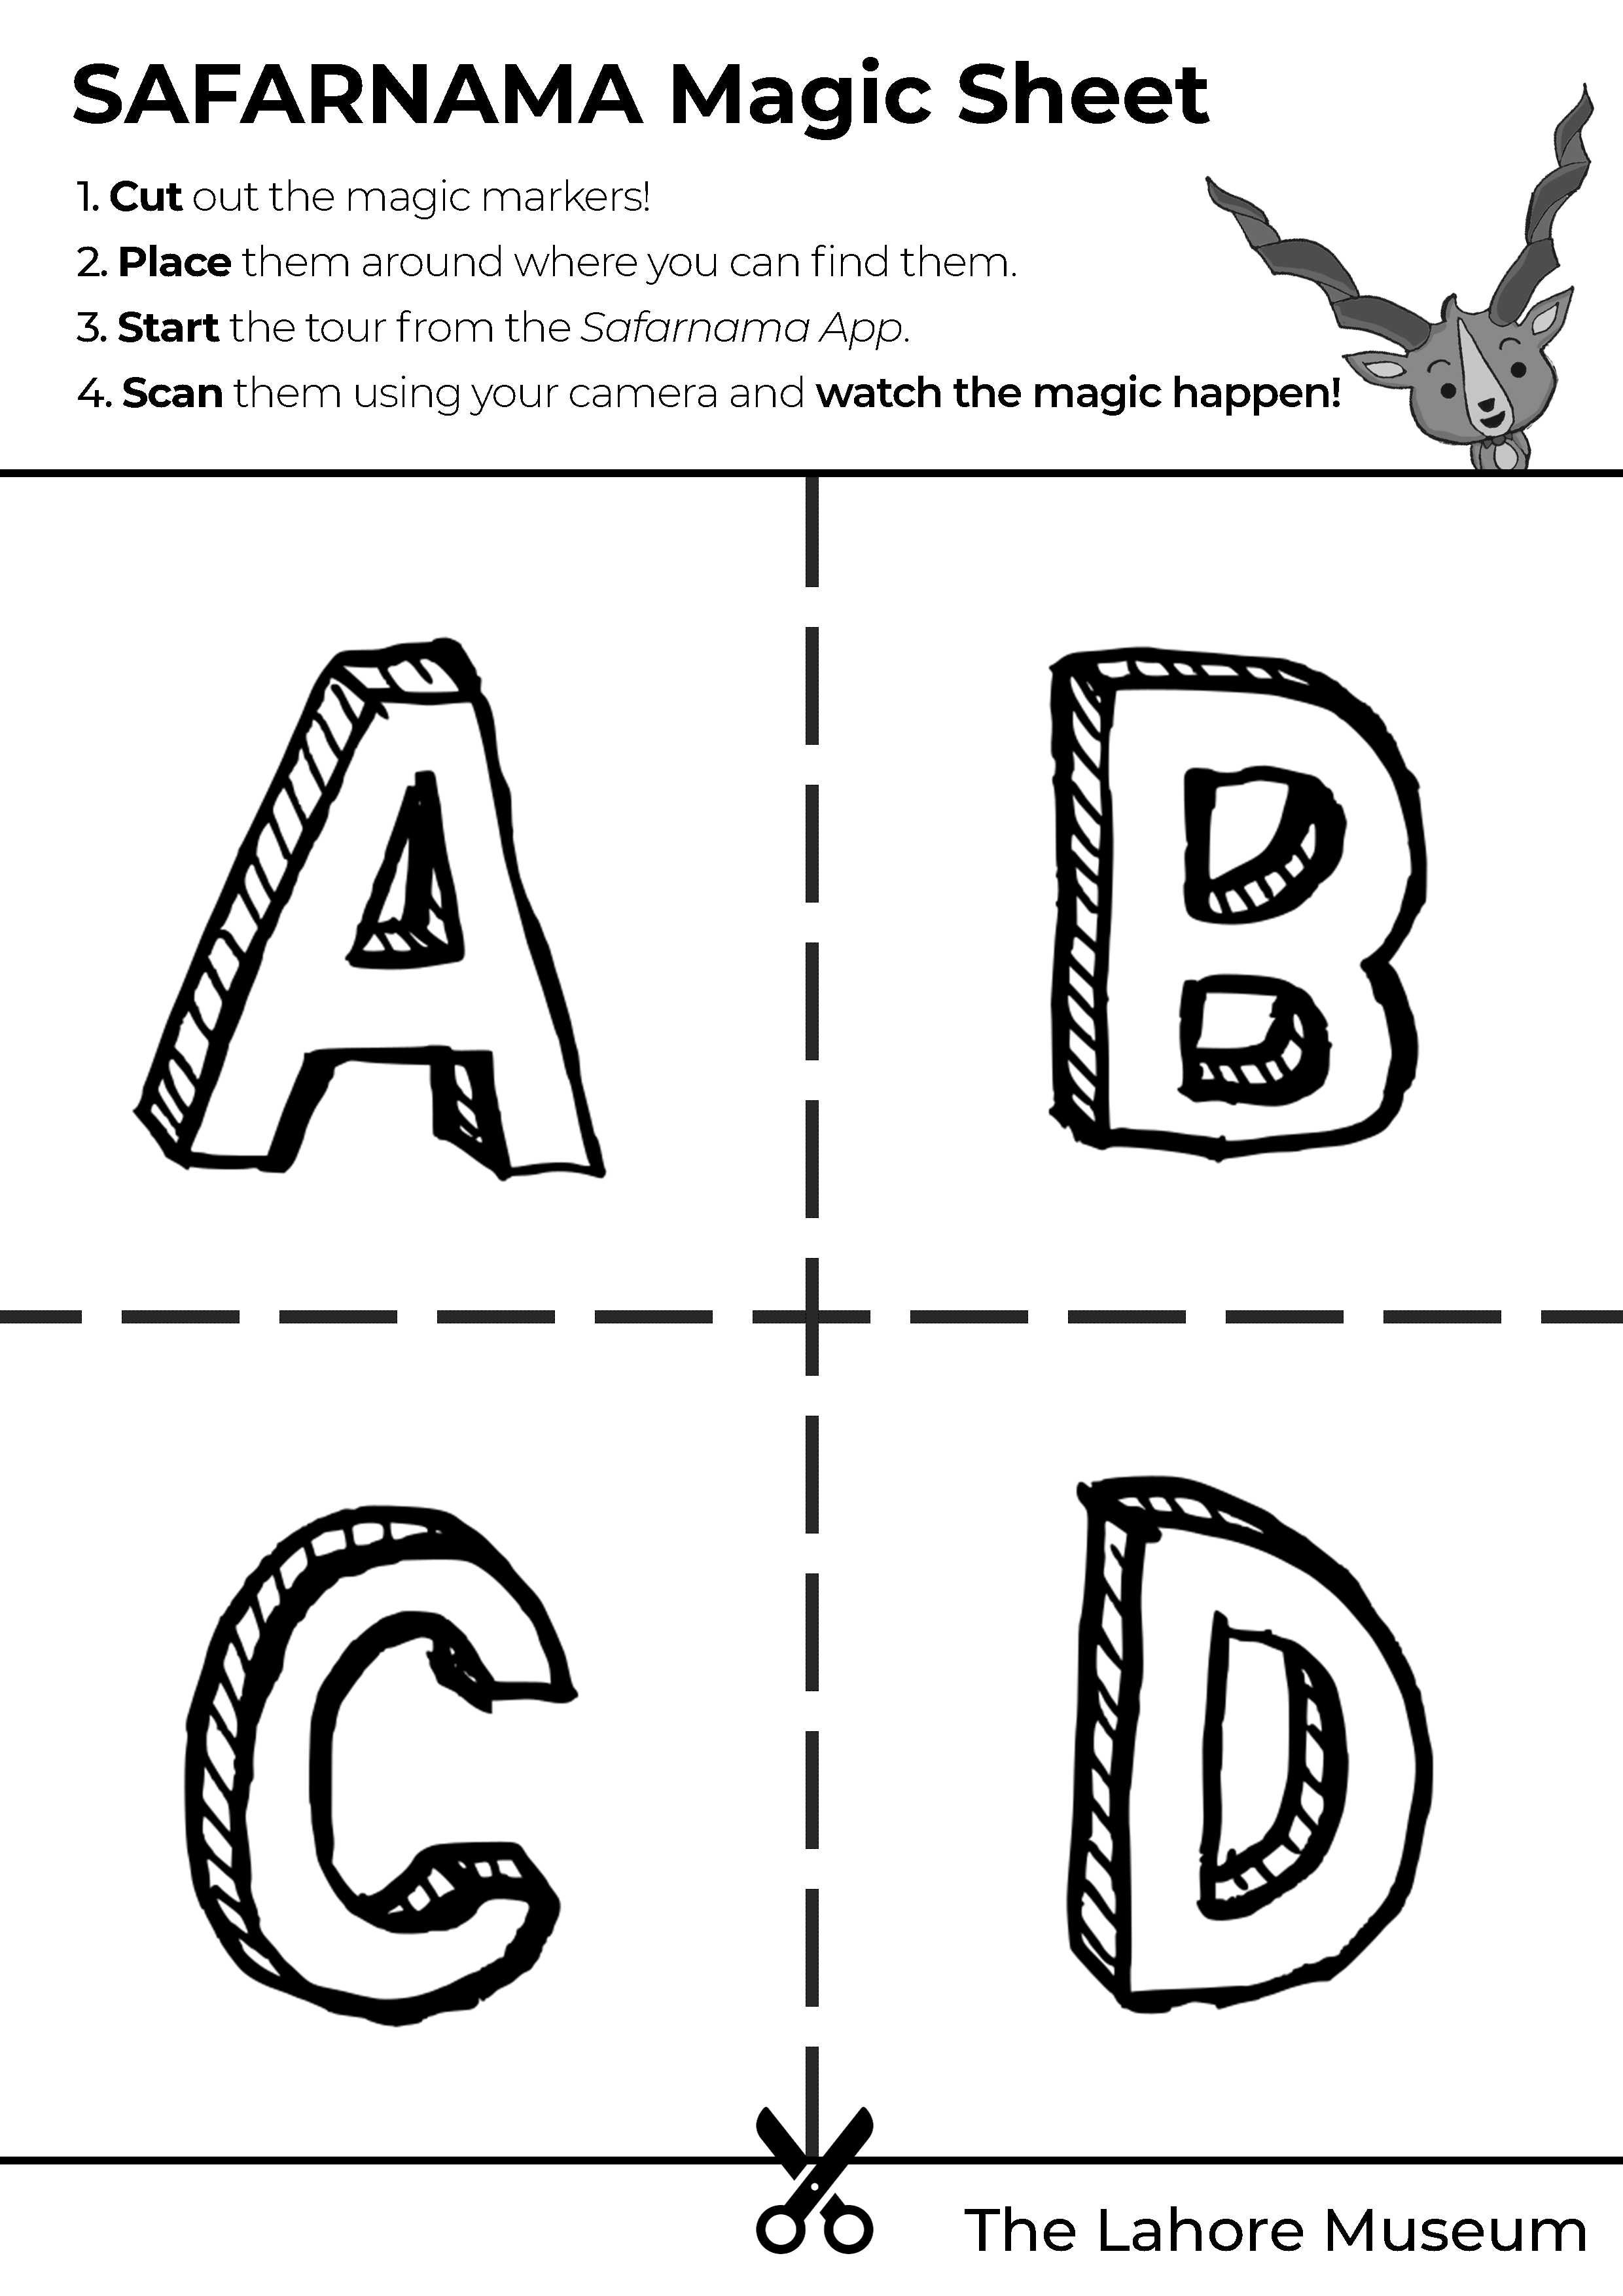 SAFARNAMA Magic Sheet
1. Cut out the magic markers!
2. Place them around where you can find them.
3. Start the tour from the Safarnama App.
4. Scan them using your camera and watch the magic happen!
A B
C D
The Lahore Museum